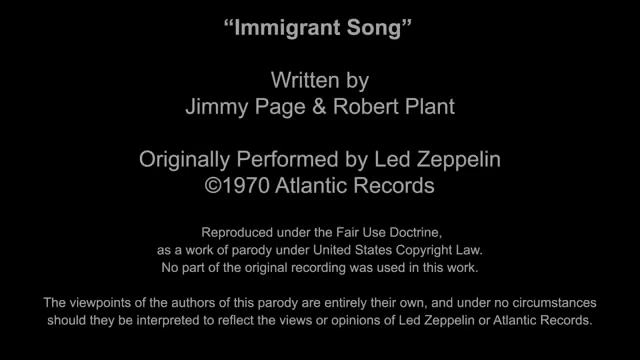 “Immigrant Song”
Written by
Jimmy Page & Robert Plant
Originally Performed by Led Zeppelin
©1970 Atlantic Records
Reproduced under the Fair Use Doctrine,
as a work of parody under United States Copyright Law.
No part of the original recording was used in this work.
The viewpoints of the authors of this parody are entirely their own, and under no circumstances
should they be interpreted to reflect the views or opinions of Led Zeppelin or Atlantic Records.